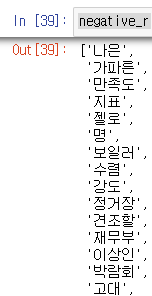 In [39]: negative_r
Out[39]: ['나은',
'가파른',
'만족도',
'지표',
'젤로',
'명',
'보일러',
'수렴',
'강도',
'정거장',
'견조할',
'재무부',
'이상인',
'박람회',
'고대',